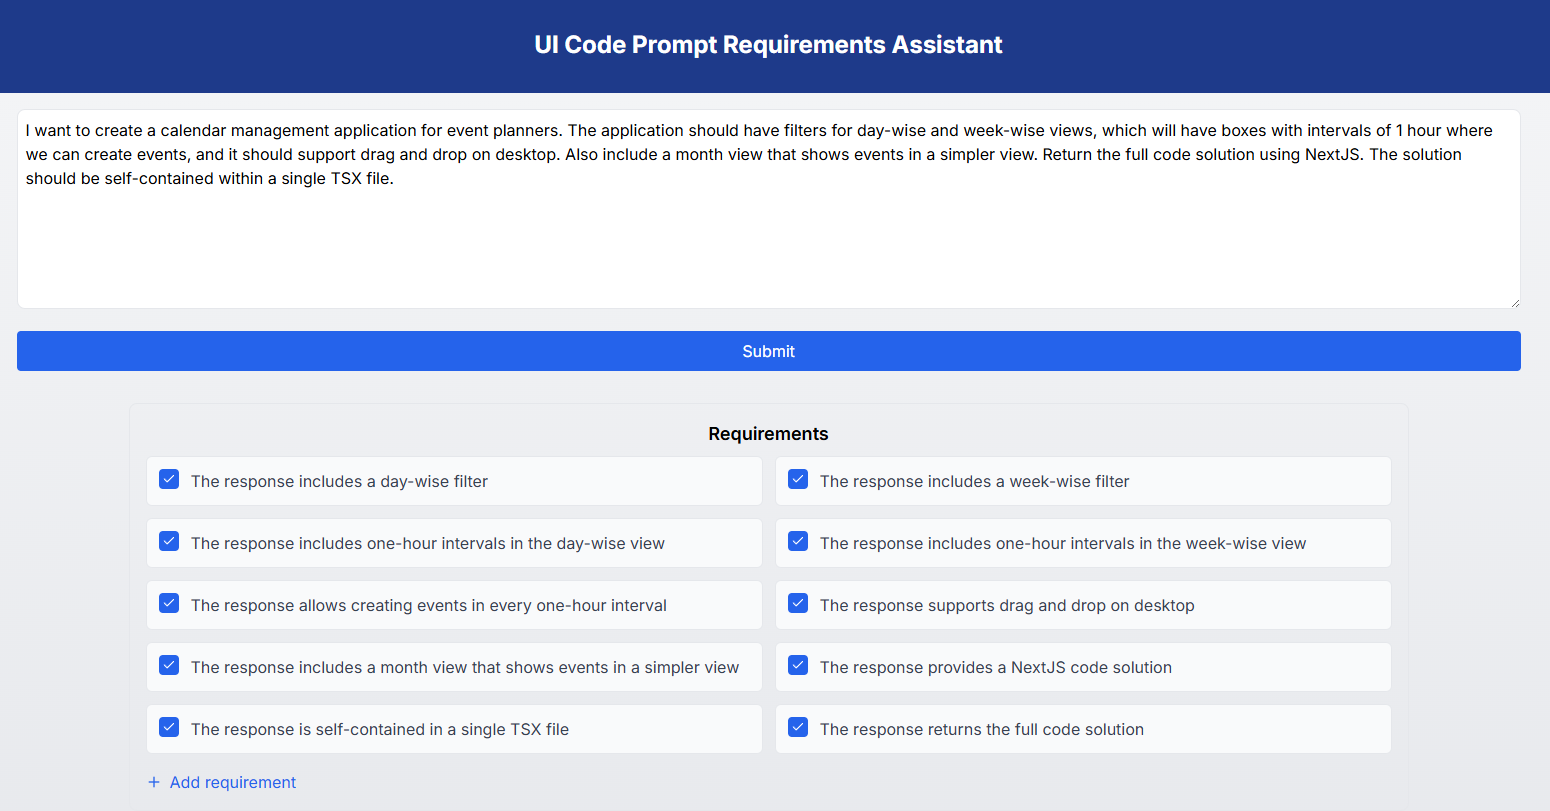 UI Code Prompt Requirements Assistant
I want to create a calendar management application for event planners. The application should have filters for day-wise and week-wise views, which will have boxes with intervals of 1 hour where
we can create events, and it should support drag and drop on desktop. Also include a month view that shows events in a simpler view. Return the full code solution using NextJS. The solution
should be self-contained within a single TSX file.
Submit
Requirements
The response includes a day-wise filter
The response includes a week-wise filter
The response includes one-hour intervals in the day-wise view
The response includes one-hour intervals in the week-wise view
The response allows creating events in every one-hour interval
The response supports drag and drop on desktop
The response includes a month view that shows events in a simpler view
The response provides a NextJS code solution
The response is self-contained in a single TSX file
The response returns the full code solution
+ Add requirement